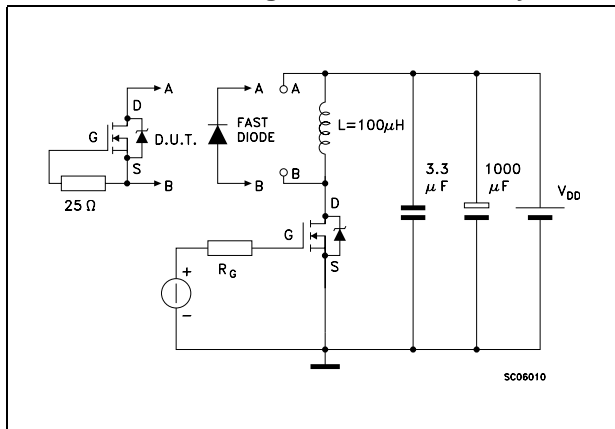 A
A
A
D
G
D.U.T.
FAST
DIODE
L=100μH
S
B
B
B
25 Ω
3.3
μF
1000
μF
VDD
D
G
S
RG
+
-
SC06010